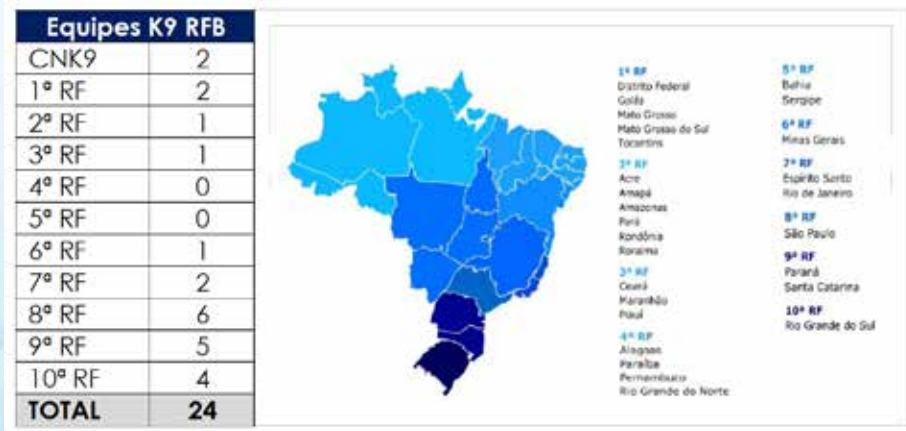 Equipes K9 RFB
CNK9 2
1ª RF 2
2ª RF 1
3ª RF 1
4ª RF 0
5ª RF 0
6ª RF 1
7ª RF 2
8ª RF 6
9ª RF 5
10ª RF 4
TOTAL 24
1ª RF
Distrito Federal
Goiás
Mato Grosso
Mato Grosso do Sul
Tocantins
2ª RF
Acre
Amapá
Amazonas
Pará
Rondônia
Roraima
3ª RF
Ceará
Maranhão
Piauí
4ª RF
Alagoas
Paraíba
Pernambuco
Rio Grande do Norte
5ª RF
Bahia
Sergipe
6ª RF
Minas Gerais
7ª RF
Espírito Santo
Rio de Janeiro
8ª RF
São Paulo
9ª RF
Paraná
Santa Catarina
10ª RF
Rio Grande do Sul